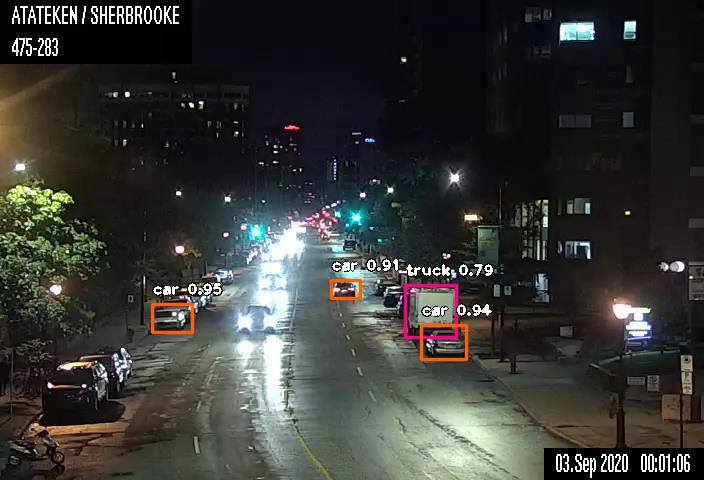 ATATEKEN / SHERBROOKE
475-283
car 0.91
truck 0.79
car 0.95
car 0.94
03.Sep 2020 00:01:06